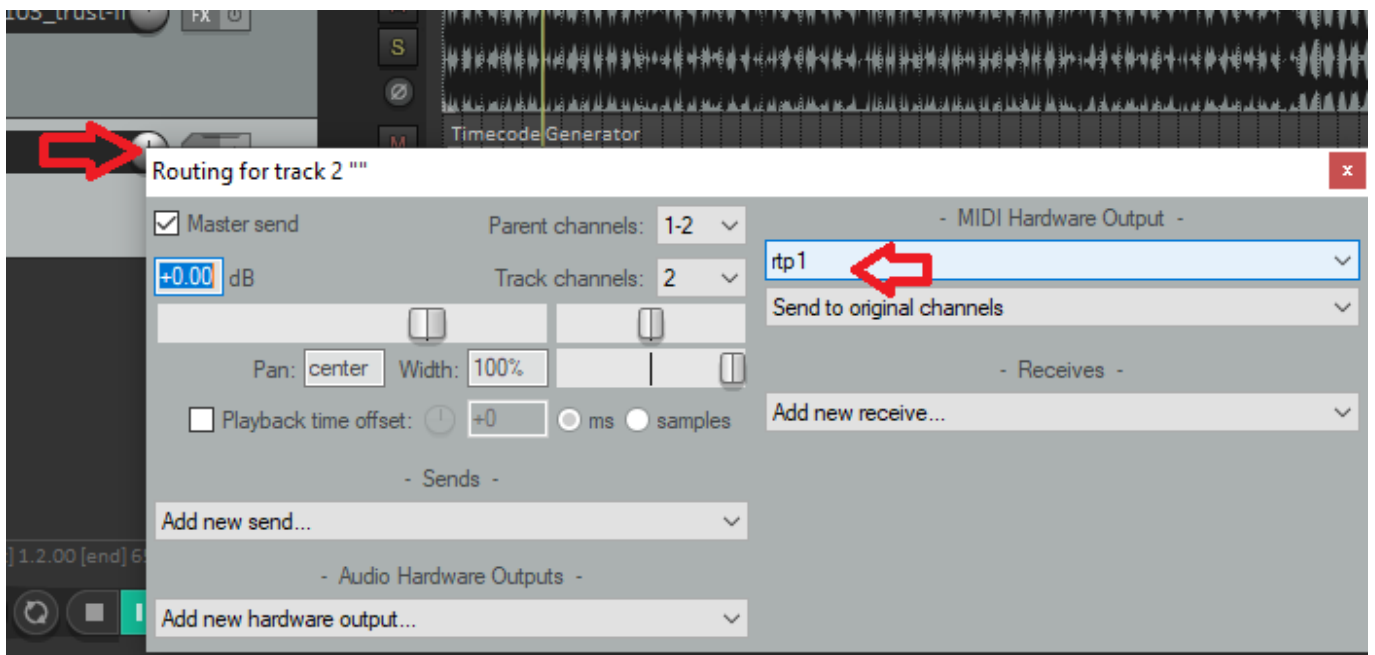 FX
S
M
Timecode Generator
Routing for track 2 ""
x
Master send
Parent channels: 1-2
- MIDI Hardware Output -
rtp1
+0.00 dB
Track channels: 2
Send to original channels
Pan: center Width: 100%
- Receives -
Add new receive...
Playback time offset: +0 ms samples
- Sends -
Add new send...
] 1.2.00 [end] 6
- Audio Hardware Outputs -
Add new hardware output...